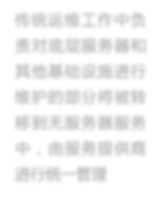 传统运维工作中负
责对底层服务器和
其他基础设施进行
维护的部分将被转
移到无服务器服务
中，由服务提供商
进行统一管理